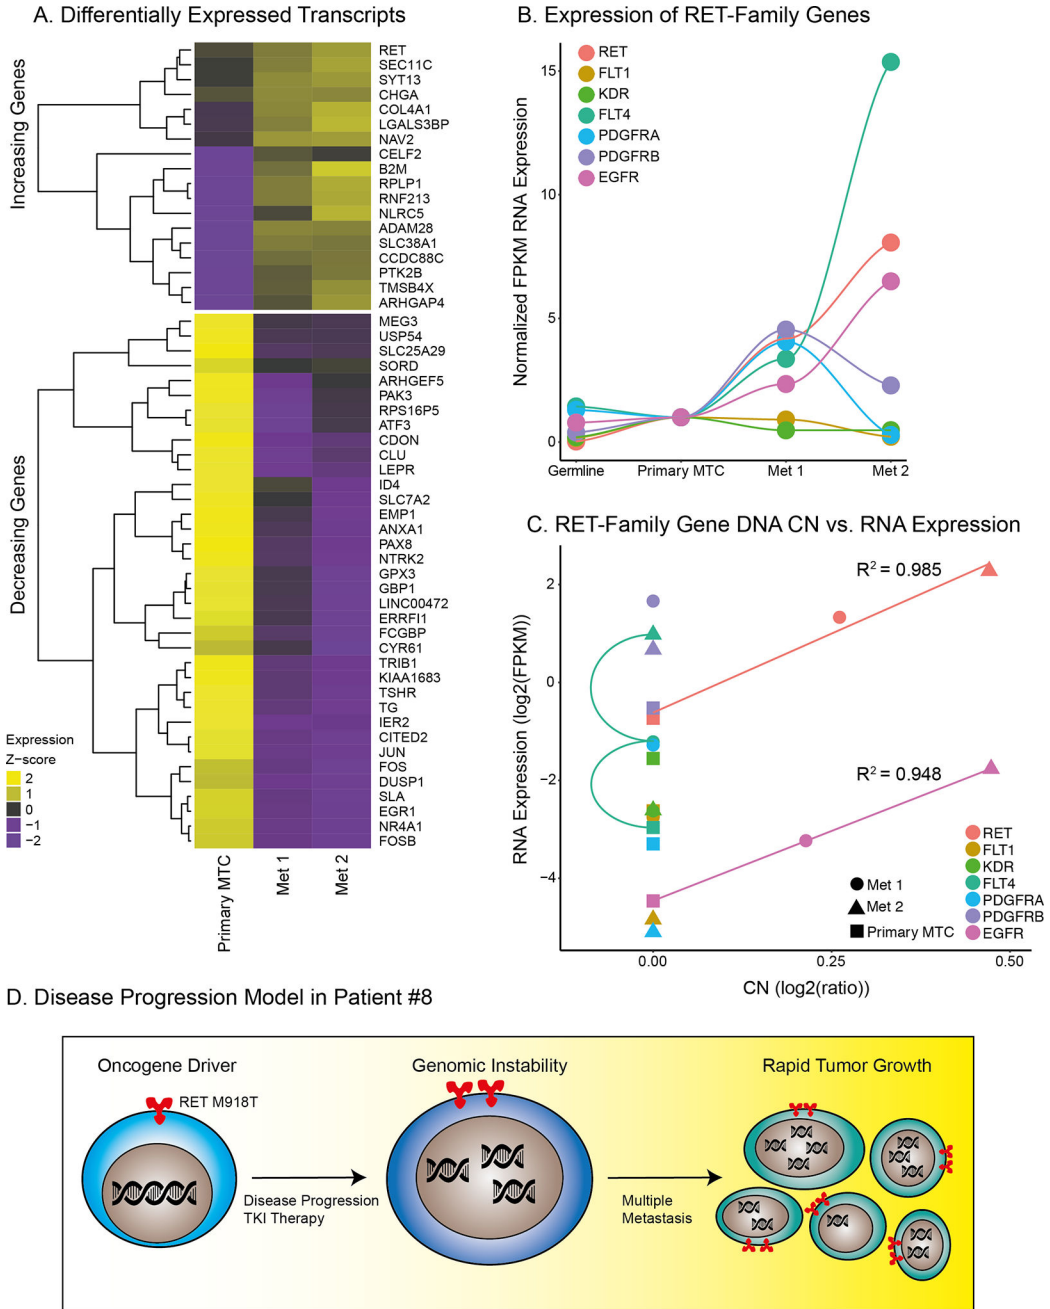 A. Differentially Expressed Transcripts
Increasing Genes
RET
SEC11C
SYT13
CHGA
COL4A1
LGALS3BP
NAV2
CELF2
B2M
RPLP1
RNF213
NLRC5
ADAM28
SLC38A1
CCDC88C
PTK2B
TMSB4X
ARHGAP4
Decreasing Genes
MEG3
USP54
SLC25A29
SORD
ARHGEF5
PAK3
RPS16P5
ATF3
CDON
CLU
LEPR
ID4
SLC7A2
EMP1
ANXA1
PAX8
NTRK2
GPX3
GBP1
LINC00472
ERRFI1
FCGBP
CYR61
TRIB1
KIAA1683
TSHR
TG
IER2
CITED2
JUN
FOS
DUSP1
SLA
EGR1
NR4A1
FOSB
Expression
Z−score
2
1
0
−1
−2
Primary MTC
Met 1
Met 2
B. Expression of RET-Family Genes
Normalized FPKM RNA Expression
15
10
5
0
RET
FLT1
KDR
FLT4
PDGFRA
PDGFRB
EGFR
Germline
Primary MTC
Met 1
Met 2
C. RET-Family Gene DNA CN vs. RNA Expression
RNA Expression (log2(FPKM))
2
0
−2
−4
R² = 0.985
R² = 0.948
Met 1
Met 2
Primary MTC
RET
FLT1
KDR
FLT4
PDGFRA
PDGFRB
EGFR
0.00
0.25
0.50
CN (log2(ratio))
D. Disease Progression Model in Patient #8
Oncogene Driver
RET M918T
Disease Progression
TKI Therapy
Genomic Instability
Multiple
Metastasis
Rapid Tumor Growth